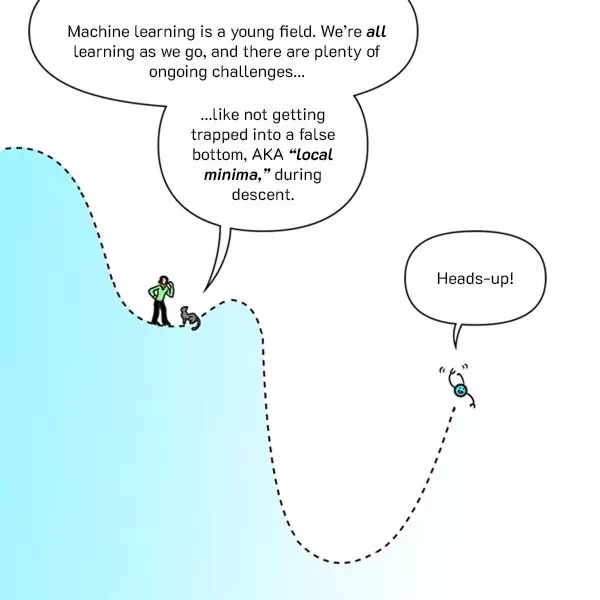 Machine learning is a young field. We’re all
learning as we go, and there are plenty of
ongoing challenges...
...like not getting
trapped into a false
bottom, AKA “local
minima,” during
descent.
Heads-up!